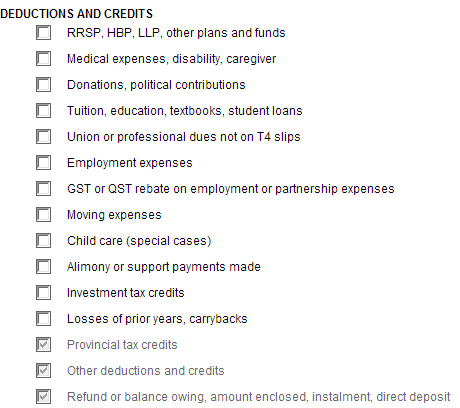 DEDUCTIONS AND CREDITS
RRSP, HBP, LLP, other plans and funds
Medical expenses, disability, caregiver
Donations, political contributions
Tuition, education, textbooks, student loans
Union or professional dues not on T4 slips
Employment expenses
GST or QST rebate on employment or partnership expenses
Moving expenses
Child care (special cases)
Alimony or support payments made
Investment tax credits
Losses of prior years, carrybacks
Provincial tax credits
Other deductions and credits
Refund or balance owing, amount enclosed, instalment, direct deposit